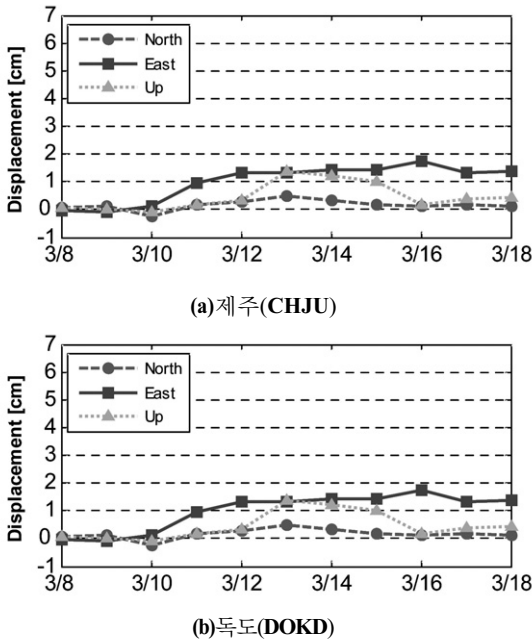 7
6
5
4
3
2
1
0
-1
Displacement [cm]
North
East
Up
3/8 3/10 3/12 3/14 3/16 3/18
(a)제주(CHJU)
7
6
5
4
3
2
1
0
-1
Displacement [cm]
North
East
Up
3/8 3/10 3/12 3/14 3/16 3/18
(b)독도(DOKD)